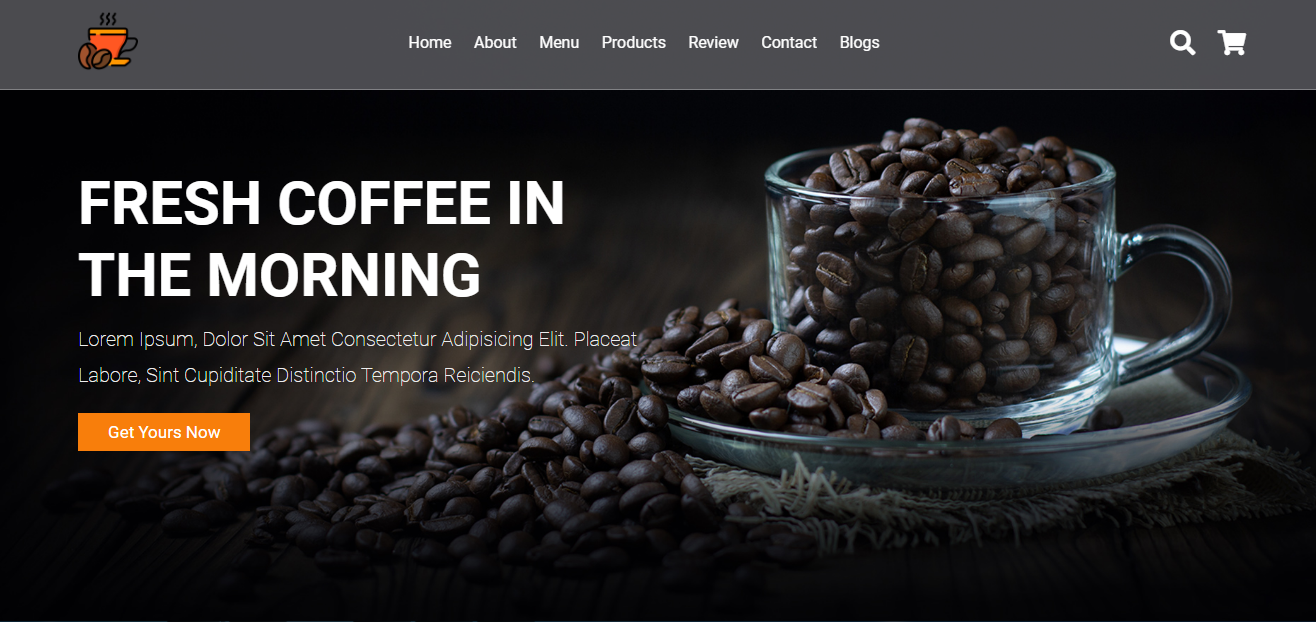 Home About Menu Products Review Contact Blogs
FRESH COFFEE IN
THE MORNING
Lorem Ipsum, Dolor Sit Amet Consectetur Adipisicing Elit. Placeat
Labore, Sint Cupiditate Distinctio Tempora Reiciendis.
Get Yours Now